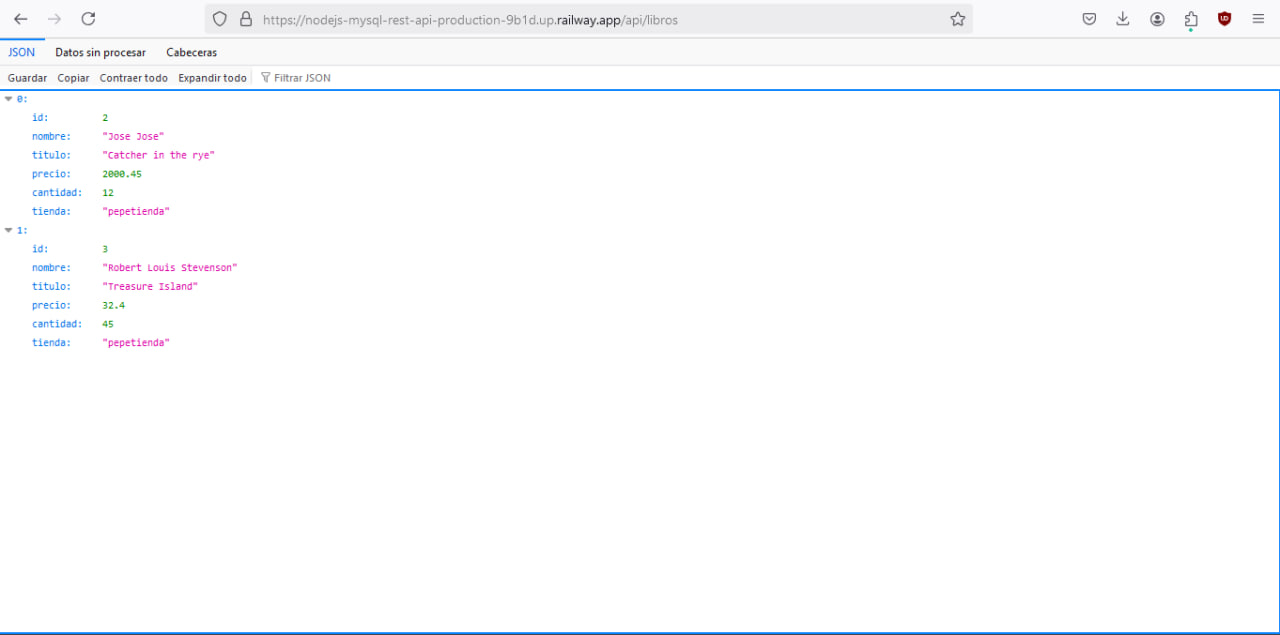 https://nodejs-mysql-rest-api-production-9b1d.up.railway.app/api/libros
JSON Datos sin procesar Cabeceras
Guardar Copiar Contraer todo Expandir todo Filtrar JSON
0:
id: 2
nombre: "Jose Jose"
titulo: "Catcher in the rye"
precio: 2000.45
cantidad: 12
tienda: "pepetienda"
1:
id: 3
nombre: "Robert Louis Stevenson"
titulo: "Treasure Island"
precio: 32.4
cantidad: 45
tienda: "pepetienda"